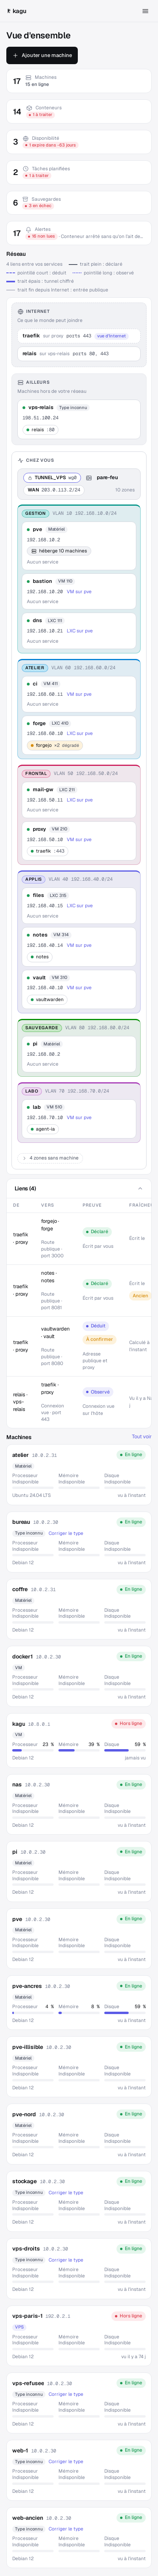 kagu
Vue d'ensemble
Ajouter une machine
17 Machines
15 en ligne
14 Conteneurs
1 à traiter
3 Disponibilité
1 expire dans -63 jours
2 Tâches planifiées
1 à traiter
6 Sauvegardes
3 en échec
17 Alertes
16 non lues Conteneur arrêté sans qu'on l'ait de…
Réseau
4 liens entre vos services trait plein : déclaré
pointillé court : déduit pointillé long : observé
trait épais : tunnel chiffré
trait fin depuis Internet : entrée publique
INTERNET
Ce que le monde peut joindre
traefik sur proxy ports 443 vue d'internet
relais sur vps-relais ports 80, 443
AILLEURS
Machines hors de votre réseau
vps-relais Type inconnu
198.51.100.24
relais :80
CHEZ VOUS
TUNNEL_VPS wg0 pare-feu
WAN 203.0.113.2/24 10 zones
GESTION VLAN 10 192.168.10.0/24
pve Matériel
192.168.10.2
héberge 10 machines
Aucun service
bastion VM 110
192.168.10.20 VM sur pve
Aucun service
dns LXC 111
192.168.10.21 LXC sur pve
Aucun service
ATELIER VLAN 60 192.168.60.0/24
ci VM 411
192.168.60.11 VM sur pve
Aucun service
forge LXC 410
192.168.60.10 LXC sur pve
forgejo ×2 dégradé
FRONTAL VLAN 50 192.168.50.0/24
mail-gw LXC 211
192.168.50.11 LXC sur pve
Aucun service
proxy VM 210
192.168.50.10 VM sur pve
traefik :443
APPLIS VLAN 40 192.168.40.0/24
files LXC 315
192.168.40.15 LXC sur pve
Aucun service
notes VM 314
192.168.40.14 VM sur pve
notes
vault VM 310
192.168.40.10 VM sur pve
vaultwarden
SAUVEGARDE VLAN 80 192.168.80.0/24
pi Matériel
192.168.80.2
Aucun service
LABO VLAN 70 192.168.70.0/24
lab VM 510
192.168.70.10 VM sur pve
agent-ia
4 zones sans machine
Liens (4)
DE VERS PREUVE FRAÎCHEUR
traefik · proxy
forgejo · forge
Route publique · port 3000
Déclaré
Écrit par vous
Écrit le
traefik · proxy
notes · notes
Route publique · port 8081
Déclaré
Écrit par vous
Écrit le
Ancien
traefik · proxy
vaultwarden · vault
Route publique · port 8080
Déduit
À confirmer
Adresse publique et proxy
Calculé à l'instant
relais · vps-relais
traefik · proxy
Connexion vue · port 443
Observé
Connexion vue sur l'hôte
Machines Tout voir
atelier 10.0.2.31 En ligne
Matériel
Processeur Mémoire Disque
Indisponible Indisponible Indisponible
Ubuntu 24.04 LTS vu à l'instant
bureau 10.0.2.30 En ligne
Type inconnu Corriger le type
Processeur Mémoire Disque
Indisponible Indisponible Indisponible
Debian 12 vu à l'instant
coffre 10.0.2.31 En ligne
Matériel
Processeur Mémoire Disque
Indisponible Indisponible Indisponible
Debian 12 vu à l'instant
docker1 10.0.2.30 En ligne
VM
Processeur Mémoire Disque
Indisponible Indisponible Indisponible
Debian 12 vu à l'instant
kagu 10.0.0.1 Hors ligne
VM
Processeur 23 % Mémoire 39 % Disque 59 %
Debian 12 jamais vu
nas 10.0.2.30 En ligne
Matériel
Processeur Mémoire Disque
Indisponible Indisponible Indisponible
Debian 12 vu à l'instant
pi 10.0.2.30 En ligne
Matériel
Processeur Mémoire Disque
Indisponible Indisponible Indisponible
Debian 12 vu à l'instant
pve 10.0.2.30 En ligne
Matériel
Processeur Mémoire Disque
Indisponible Indisponible Indisponible
Debian 12 vu à l'instant
pve-ancres 10.0.2.30 En ligne
Matériel
Processeur 4 % Mémoire 8 % Disque 59 %
Debian 12 vu à l'instant
pve-illisible 10.0.2.30 En ligne
Matériel
Processeur Mémoire Disque
Indisponible Indisponible Indisponible
Debian 12 vu à l'instant
pve-nord 10.0.2.30 En ligne
Matériel
Processeur Mémoire Disque
Indisponible Indisponible Indisponible
Debian 12 vu à l'instant
stockage 10.0.2.30 En ligne
Type inconnu Corriger le type
Processeur Mémoire Disque
Indisponible Indisponible Indisponible
Debian 12 vu à l'instant
vps-droits 10.0.2.30 En ligne
Type inconnu Corriger le type
Processeur Mémoire Disque
Indisponible Indisponible Indisponible
Debian 12 vu à l'instant
vps-paris-1 Hors ligne
VPS
Processeur Mémoire Disque
Indisponible Indisponible Indisponible
Debian 12 vu il y a 74 j
vps-refusee 10.0.2.30 En ligne
Type inconnu Corriger le type
Processeur Mémoire Disque
Indisponible Indisponible Indisponible
Debian 12 vu à l'instant
web-1 10.0.2.30 En ligne
Type inconnu Corriger le type
Processeur Mémoire Disque
Indisponible Indisponible Indisponible
Debian 12 vu à l'instant
web-ancien 10.0.2.30 En ligne
Type inconnu Corriger le type
Processeur Mémoire Disque
Indisponible Indisponible Indisponible
Debian 12 vu à l'instant